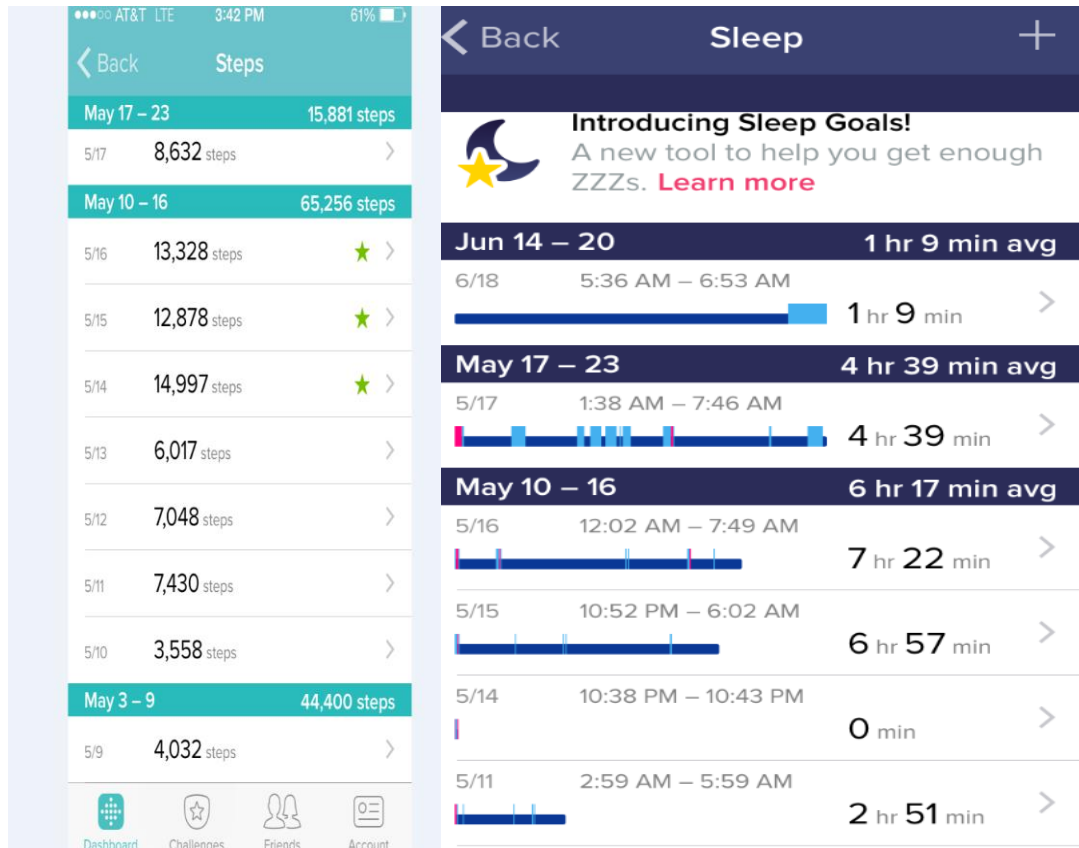 AT&T LTE 3:42 PM 61%
Back Steps
May 17 – 23 15,881 steps
5/17 8,632 steps
May 10 – 16 65,256 steps
5/16 13,328 steps
5/15 12,878 steps
5/14 14,997 steps
5/13 6,017 steps
5/12 7,048 steps
5/11 7,430 steps
5/10 3,558 steps
May 3 – 9 44,400 steps
5/9 4,032 steps
Dashboard Challenges Friends Account
Back Sleep
Introducing Sleep Goals!
A new tool to help you get enough
ZZZs. Learn more
Jun 14 – 20 1 hr 9 min avg
6/18 5:36 AM – 6:53 AM
1 hr 9 min
May 17 – 23 4 hr 39 min avg
5/17 1:38 AM – 7:46 AM
4 hr 39 min
May 10 – 16 6 hr 17 min avg
5/16 12:02 AM – 7:49 AM
7 hr 22 min
5/15 10:52 PM – 6:02 AM
6 hr 57 min
5/14 10:38 PM – 10:43 PM
0 min
5/11 2:59 AM – 5:59 AM
2 hr 51 min